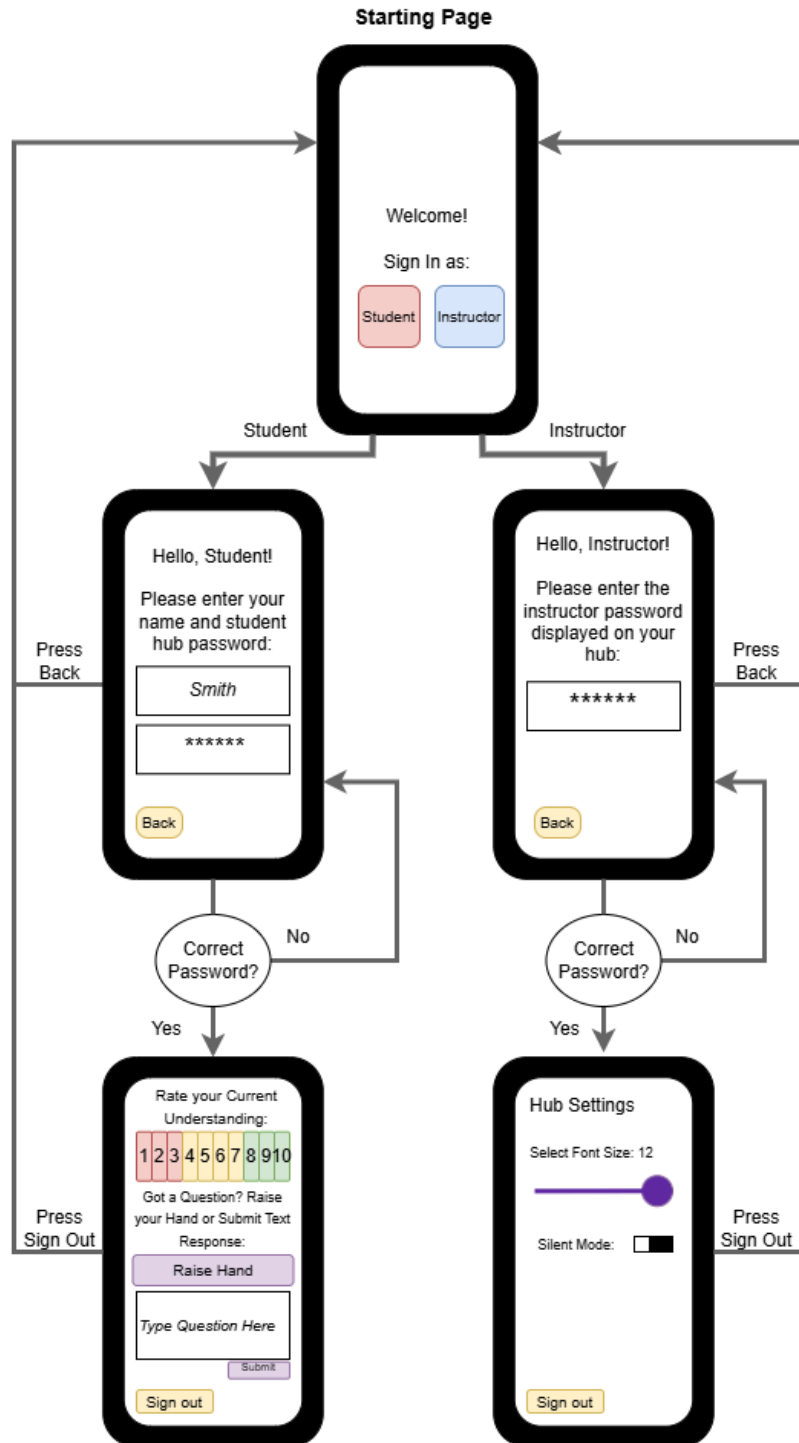 Starting Page
Welcome!
Sign In as:
Student
Instructor
Student
Instructor
Hello, Student!
Please enter your
name and student
hub password:
Smith
******
Back
Hello, Instructor!
Please enter the
instructor password
displayed on your
hub:
******
Back
Press
Back
Press
Back
Correct
Password?
No
Yes
Correct
Password?
No
Yes
Rate your Current
Understanding:
1 2 3 4 5 6 7 8 9 10
Got a Question? Raise
your Hand or Submit Text
Response:
Raise Hand
Type Question Here
Submit
Sign out
Hub Settings
Select Font Size: 12
Silent Mode:
Sign out
Press
Sign Out
Press
Sign Out